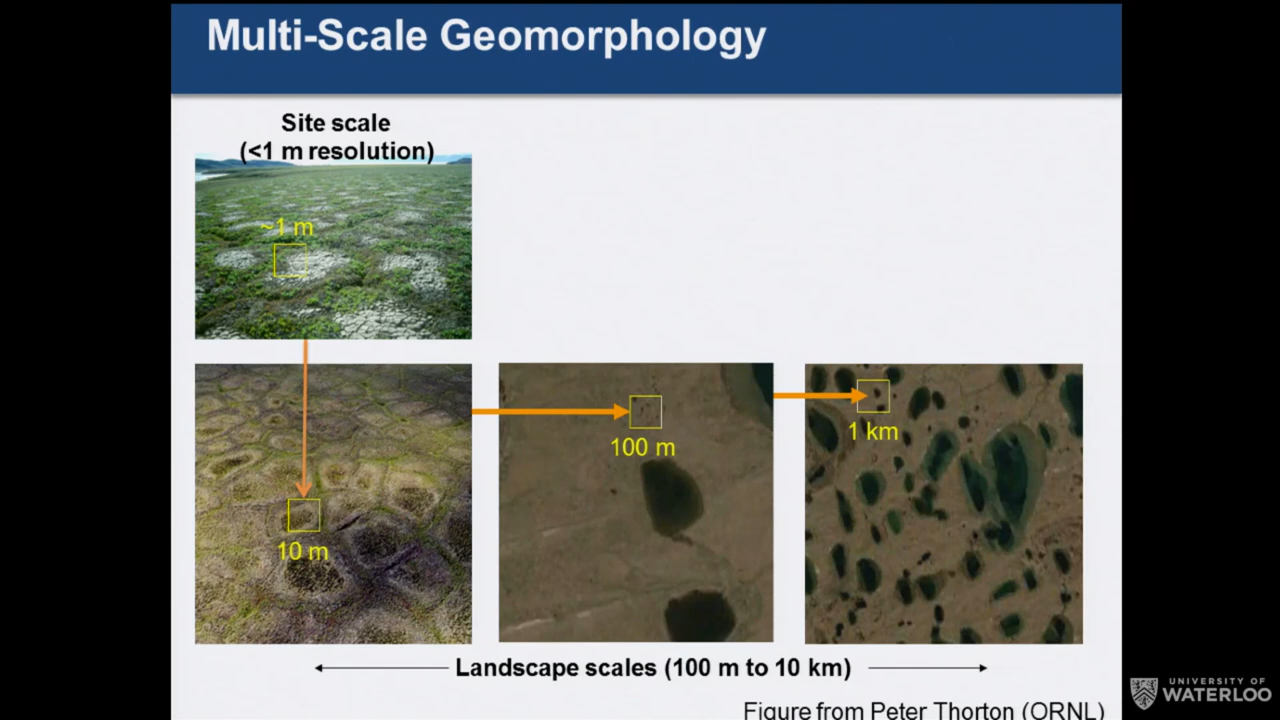 Multi-Scale Geomorphology
Site scale
(<1 m resolution)
~1 m
10 m
100 m
1 km
Landscape scales (100 m to 10 km)
Figure from Peter Thorton (ORNL)
UNIVERSITY OF
WATERLOO